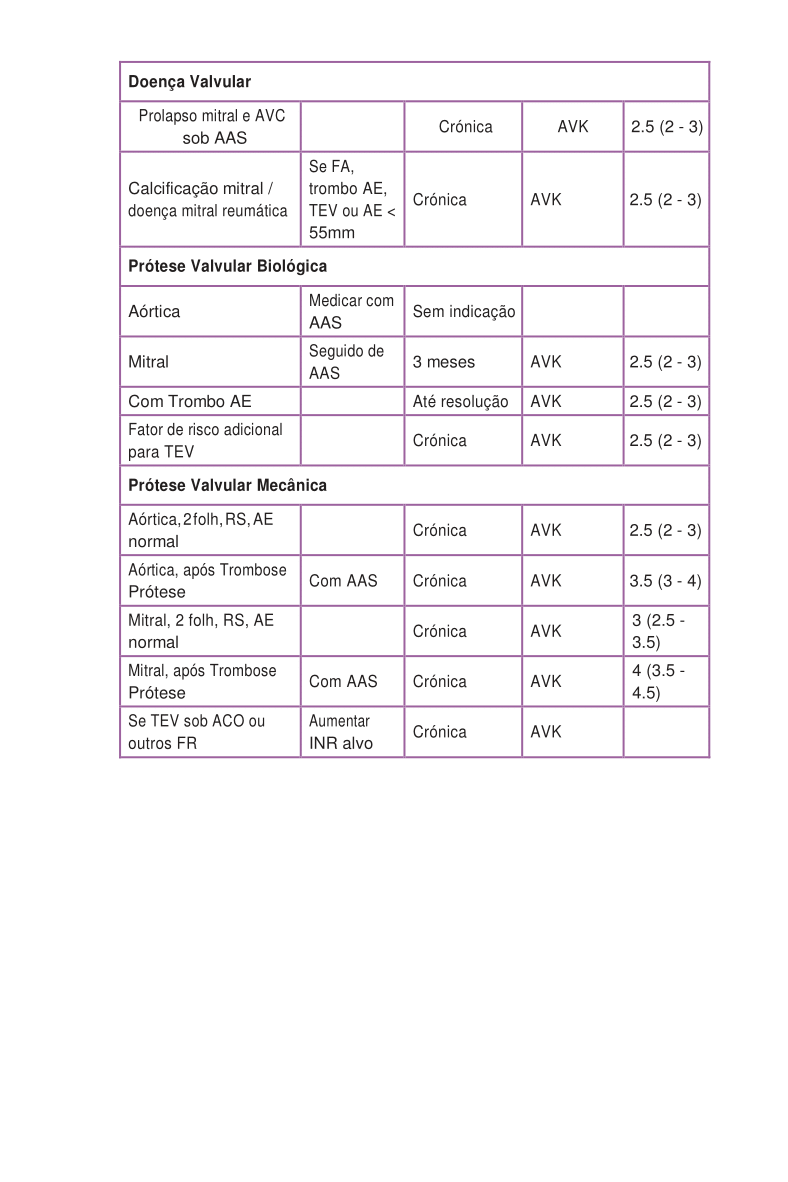 Doença Valvular
Prolapso mitral e AVC
sob AAS
Crónica
AVK
2.5 (2 - 3)
Calcificação mitral /
doença mitral reumática
Se FA,
trombo AE,
TEV ou AE <
55mm
Crónica
AVK
2.5 (2 - 3)
Prótese Valvular Biológica
Aórtica
Medicar com
AAS
Sem indicação
Mitral
Seguido de
AAS
3 meses
AVK
2.5 (2 - 3)
Com Trombo AE
Até resolução
AVK
2.5 (2 - 3)
Fator de risco adicional
para TEV
Crónica
AVK
2.5 (2 - 3)
Prótese Valvular Mecânica
Aórtica, 2 folh, RS, AE
normal
Crónica
AVK
2.5 (2 - 3)
Aórtica, após Trombose
Prótese
Com AAS
Crónica
AVK
3.5 (3 - 4)
Mitral, 2 folh, RS, AE
normal
Crónica
AVK
3 (2.5 -
3.5)
Mitral, após Trombose
Prótese
Com AAS
Crónica
AVK
4 (3.5 -
4.5)
Se TEV sob ACO ou
outros FR
Aumentar
INR alvo
Crónica
AVK